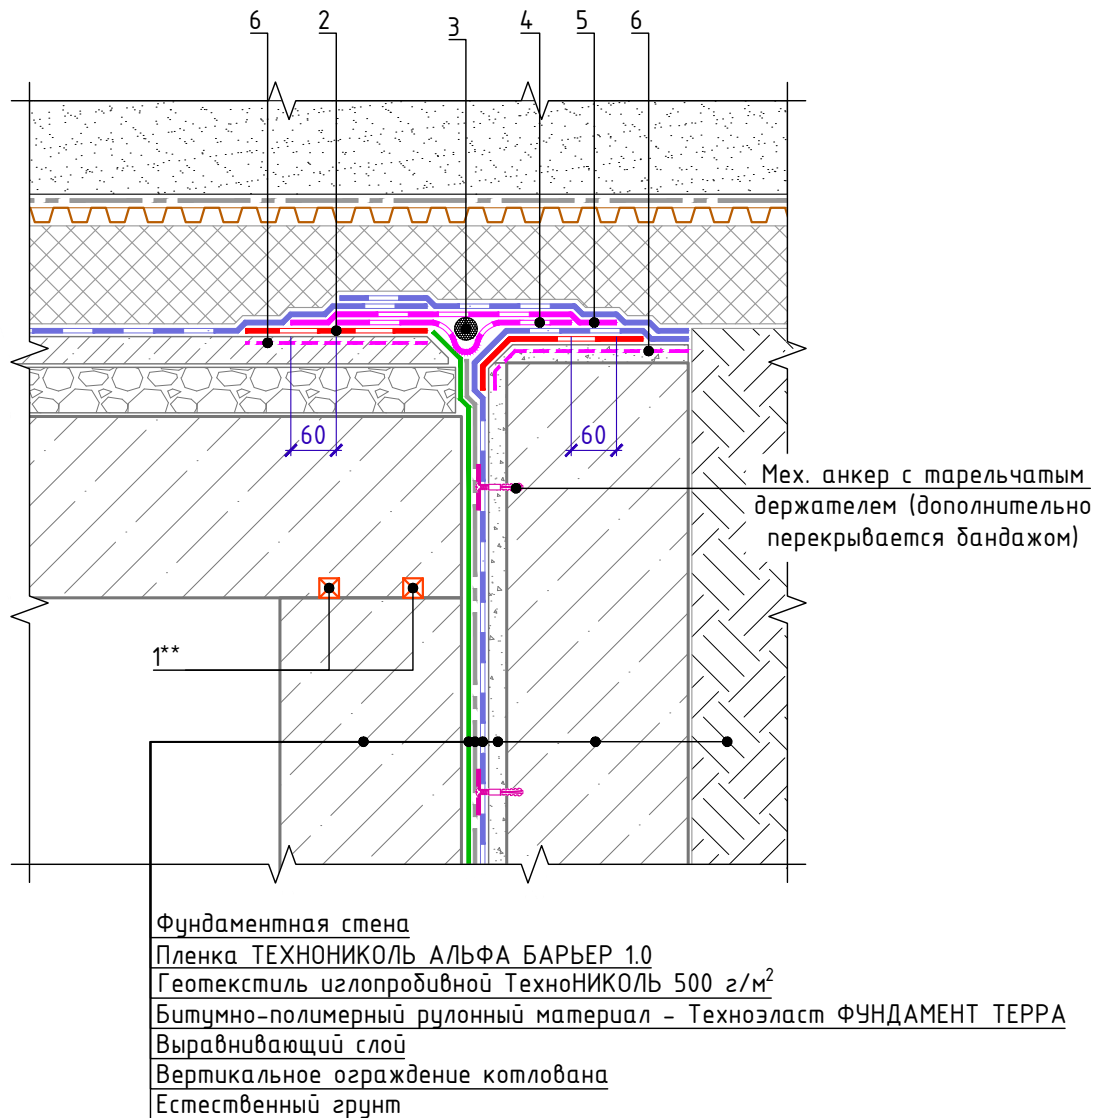 6 2 3 4 5 6
60 60
Мех. анкер с тарельчатым
держателем (дополнительно
перекрывается бандажом)
1**
Фундаментная стена
Пленка ТЕХНОНИКОЛЬ АЛЬФА БАРЬЕР 1.0
Геотекстиль иглопробивной ТехноНИКОЛЬ 500 г/м²
Битумно-полимерный рулонный материал - Техноэласт ФУНДАМЕНТ ТЕРРА
Выравнивающий слой
Вертикальное ограждение котлована
Естественный грунт